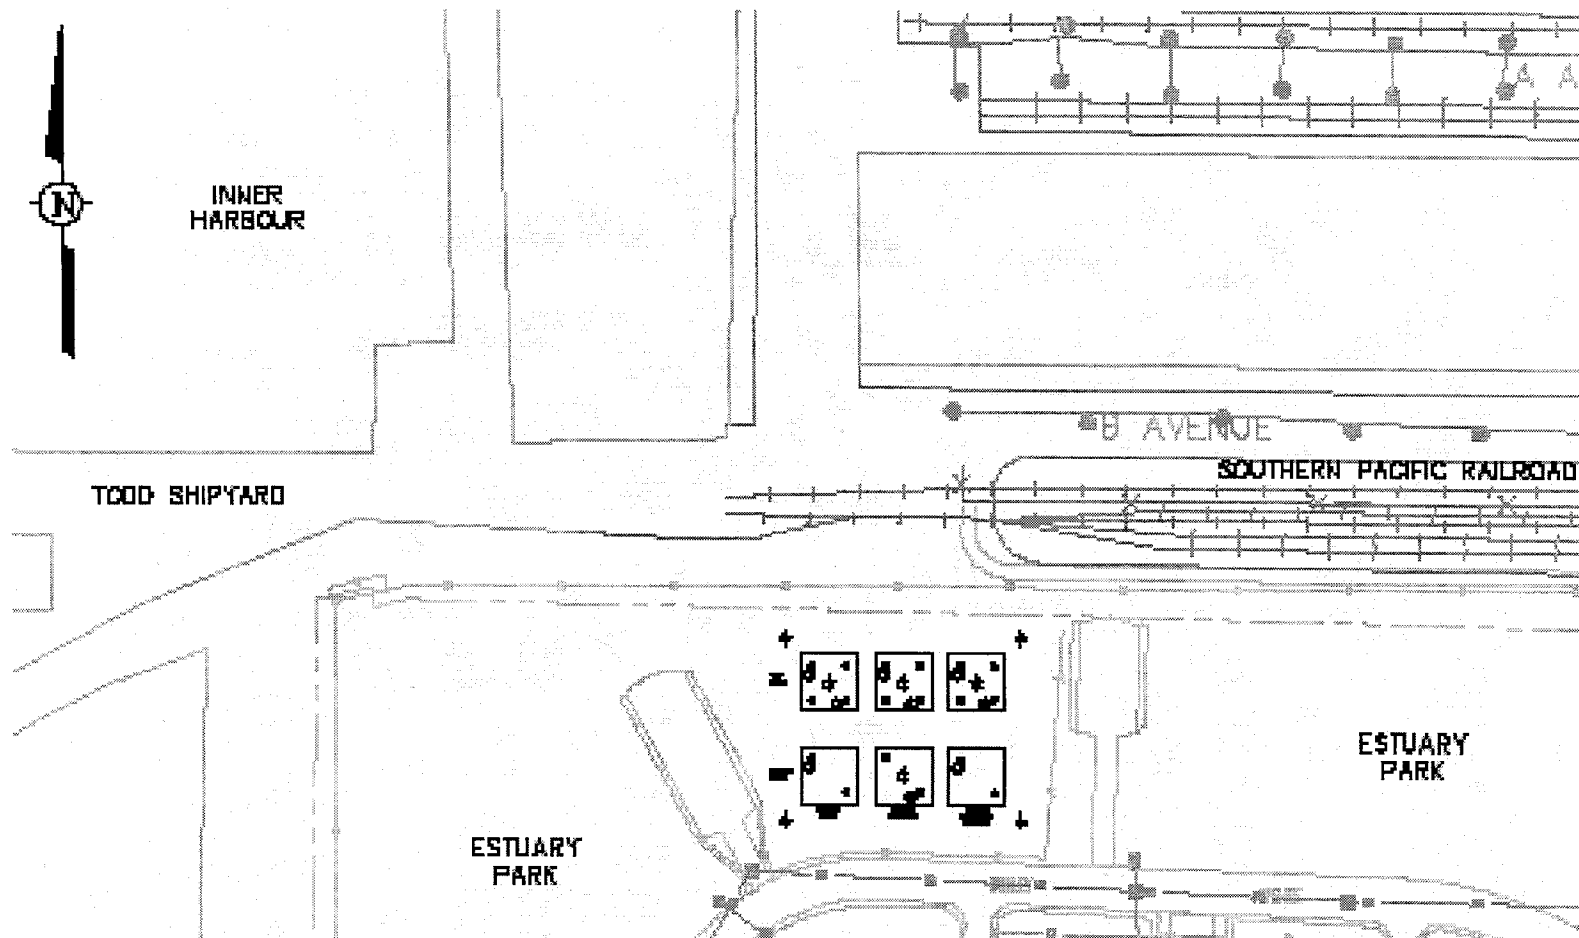 N
INNER
HARBOUR
A A
B AVENUE
SOUTHERN PACIFIC RAILROAD
TODD SHIPYARD
ESTUARY
PARK
ESTUARY
PARK